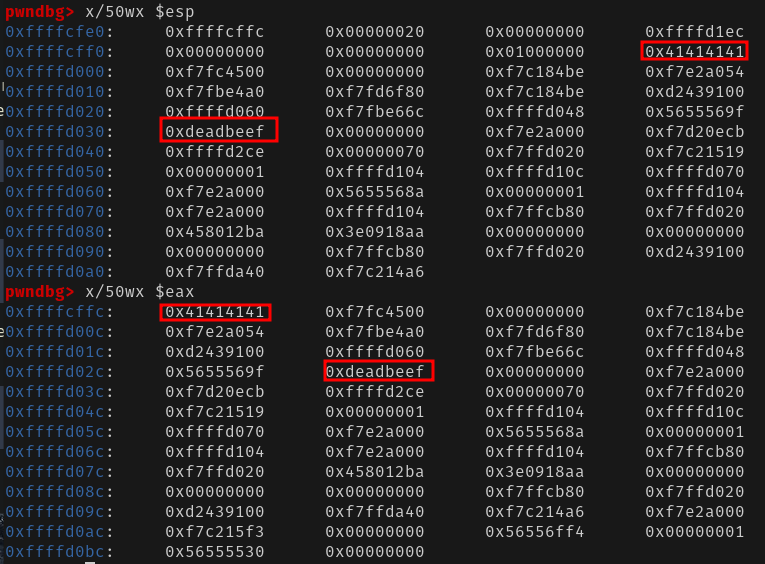 pwndbg> x/50wx $esp
0xffffcfe0: 0xffffcffc 0x00000020 0x00000000 0xffffd1ec
0xffffcff0: 0x00000000 0x00000000 0x01000000 0x41414141
0xffffd000: 0xf7fc4500 0x00000000 0xf7c184be 0xf7e2a054
0xffffd010: 0xf7fbe4a0 0xf7fd6f80 0xf7c184be 0xd2439100
0xffffd020: 0xffffd060 0xf7fbe66c 0xffffd048 0x5655569f
0xffffd030: 0xdeadbeef 0x00000000 0xf7e2a000 0xf7d20ecb
0xffffd040: 0xffffd2ce 0x00000070 0xf7ffd020 0xf7c21519
0xffffd050: 0x00000001 0xffffd104 0xffffd10c 0xffffd070
0xffffd060: 0xf7e2a000 0x5655568a 0x00000001 0xffffd104
0xffffd070: 0xf7e2a000 0xffffd104 0xf7ffcb80 0xf7ffd020
0xffffd080: 0x458012ba 0x3e0918aa 0x00000000 0x00000000
0xffffd090: 0x00000000 0xf7ffcb80 0xf7ffd020 0xd2439100
0xffffd0a0: 0xf7ffda40 0xf7c214a6
pwndbg> x/50wx $eax
0xffffcffc: 0x41414141 0xf7fc4500 0x00000000 0xf7c184be
0xffffd00c: 0xf7e2a054 0xf7fbe4a0 0xf7fd6f80 0xf7c184be
0xffffd01c: 0xd2439100 0xffffd060 0xf7fbe66c 0xffffd048
0xffffd02c: 0x5655569f 0xdeadbeef 0x00000000 0xf7e2a000
0xffffd03c: 0xf7d20ecb 0xffffd2ce 0x00000070 0xf7ffd020
0xffffd04c: 0xf7c21519 0x00000001 0xffffd104 0xffffd10c
0xffffd05c: 0xffffd070 0xf7e2a000 0x5655568a 0x00000001
0xffffd06c: 0xffffd104 0xf7e2a000 0xffffd104 0xf7ffcb80
0xffffd07c: 0xf7ffd020 0x458012ba 0x3e0918aa 0x00000000
0xffffd08c: 0x00000000 0x00000000 0xf7ffcb80 0xf7ffd020
0xffffd09c: 0xd2439100 0xf7ffda40 0xf7c214a6 0xf7e2a000
0xffffd0ac: 0xf7c215f3 0x00000000 0x56556ff4 0x00000001
0xffffd0bc: 0x56555530 0x00000000